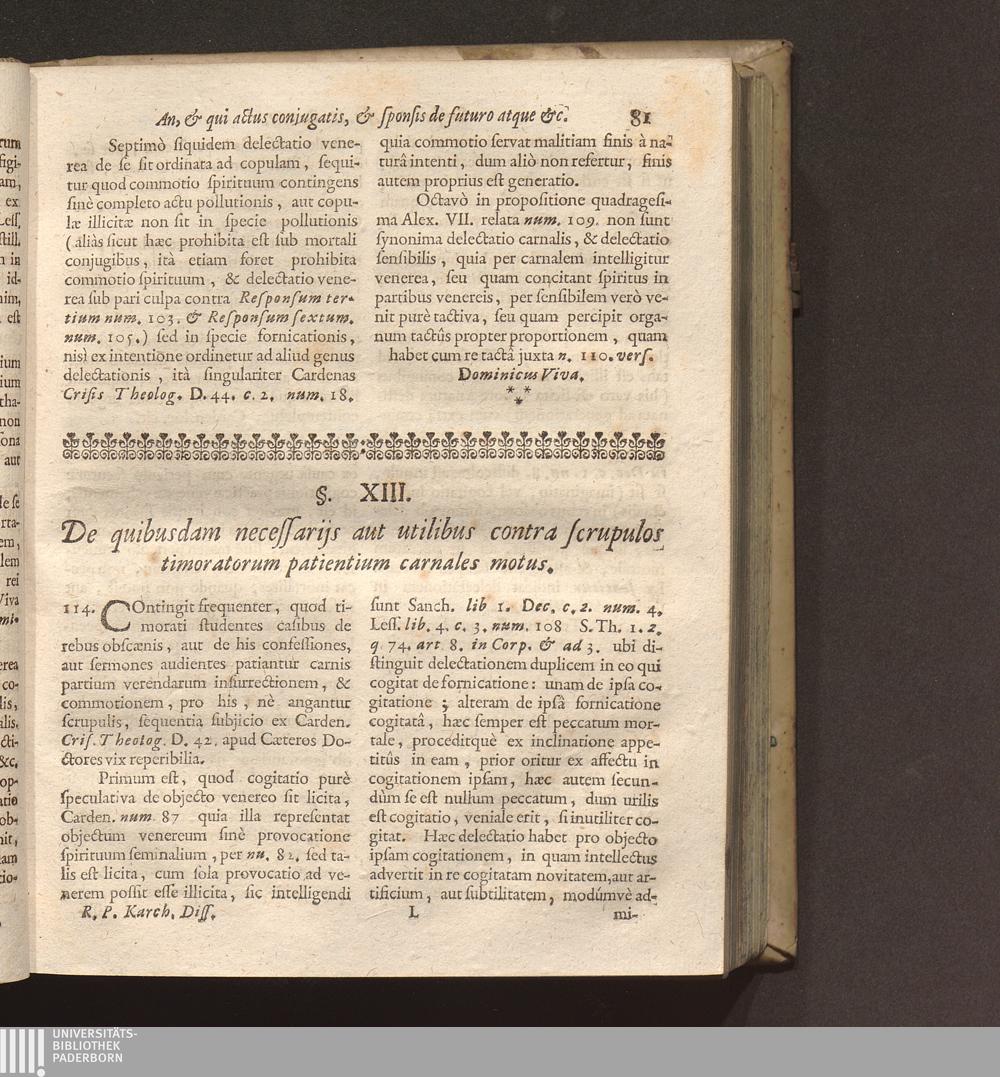 An, & qui actus conjugatis, & ſponſis de futuro atque &c. 81
Septimò ſiquidem delectatio vene-
rea de ſe ſit ordinata ad copulam, ſequi-
tur quod commotio ſpirituum contingens
ſinè completo actu pollutionis, aut copu-
læ illicitæ non ſit in ſpecie pollutionis
(aliàs ſicut hæc prohibita eſt ſub mortali
conjugibus, ità etiam foret prohibita
commotio ſpirituum, & delectatio vene-
rea ſub pari culpa contra Reſponſum ter-
tium num. 103. & Reſponſum ſextum.
num. 105.) ſed in ſpecie fornicationis,
nisì ex intentione ordinetur ad aliud genus
delectationis, ità ſingulariter Cardenas
Criſis Theolog. D. 44. c. 2. num. 18.
quia commotio ſervat malitiam finis à na-
turâ intenti, dum aliò non refertur, finis
autem proprius eſt generatio.
Octavò in propoſitione quadrageſi-
ma Alex. VII. relata num. 109. non ſunt
ſynonima delectatio carnalis, & delectatio
ſenſibilis, quia per carnalem intelligitur
venerea, ſeu quam concitant ſpiritus in
partibus venereis, per ſenſibilem verò ve-
nit purè tactiva, ſeu quam percipit orga-
num tactûs propter proportionem, quam
habet cum re tactâ juxta n. 110. verſ.
Dominicus Viva.
* *
*
§. XIII.
De quibusdam neceſſarijs aut utilibus contra ſcrupulos
timoratorum patientium carnales motus.
114. COntingit frequenter, quod ti-
morati ſtudentes caſibus de
rebus obſcænis, aut de his confeſſiones,
aut ſermones audientes patiantur carnis
partium verendarum inſurrectionem, &
commotionem, pro his, nè angantur
ſcrupulis, ſequentia ſubjicio ex Carden.
Criſ. Theolog. D. 42. apud Cæteros Do-
ctores vix reperibilia.
Primum eſt, quod cogitatio purè
ſpeculativa de objecto venereo ſit licita,
Carden. num 87 quia illa repreſentat
objectum venereum ſinè provocatione
ſpirituum ſeminalium, per nu. 82. ſed ta-
lis eſt licita, cum ſola provocatio ad ve-
nerem poſſit eſſe illicita, ſic intelligendi
R. P. Karch. Diſſ.
ſunt Sanch. lib 1. Dec. c. 2. num. 4.
Leſſ. lib. 4. c. 3. num. 108 S. Th. 1. 2.
q 74. art 8. in Corp. & ad 3. ubi di-
ſtinguit delectationem duplicem in eo qui
cogitat de fornicatione: unam de ipſa co-
gitatione; alteram de ipſâ fornicatione
cogitatâ, hæc ſemper eſt peccatum mor-
tale, proceditquè ex inclinatione appe-
titûs in eam, prior oritur ex affectu in
cogitationem ipſam, hæc autem ſecun-
dùm ſe eſt nullum peccatum, dum utilis
eſt cogitatio, veniale erit, ſi inutiliter co-
gitat. Hæc delectatio habet pro objecto
ipſam cogitationem, in quam intellectus
advertit in re cogitatam novitatem, aut ar-
tificium, aut ſubtilitatem, modúmvè ad-
L mi-
UNIVERSITÄTS-
BIBLIOTHEK
PADERBORN